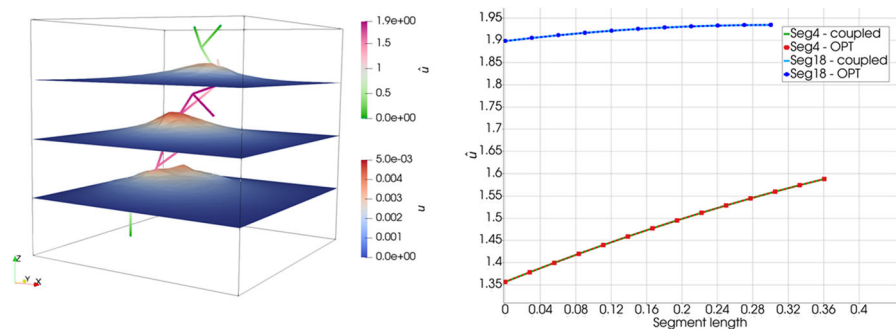 1.9e+00
1.5
1
0.5
0.0e+00
û
5.0e-03
0.004
0.003
0.002
0.001
0.0e+00
u
Z
Y
X
1.95
1.9
1.85
1.8
1.75
1.7
1.65
1.6
1.55
1.5
1.45
1.4
1.35
û
Seg4 - coupled
Seg4 - OPT
Seg18 - coupled
Seg18 - OPT
0 0.04 0.08 0.12 0.16 0.2 0.24 0.28 0.32 0.36 0.4
Segment length